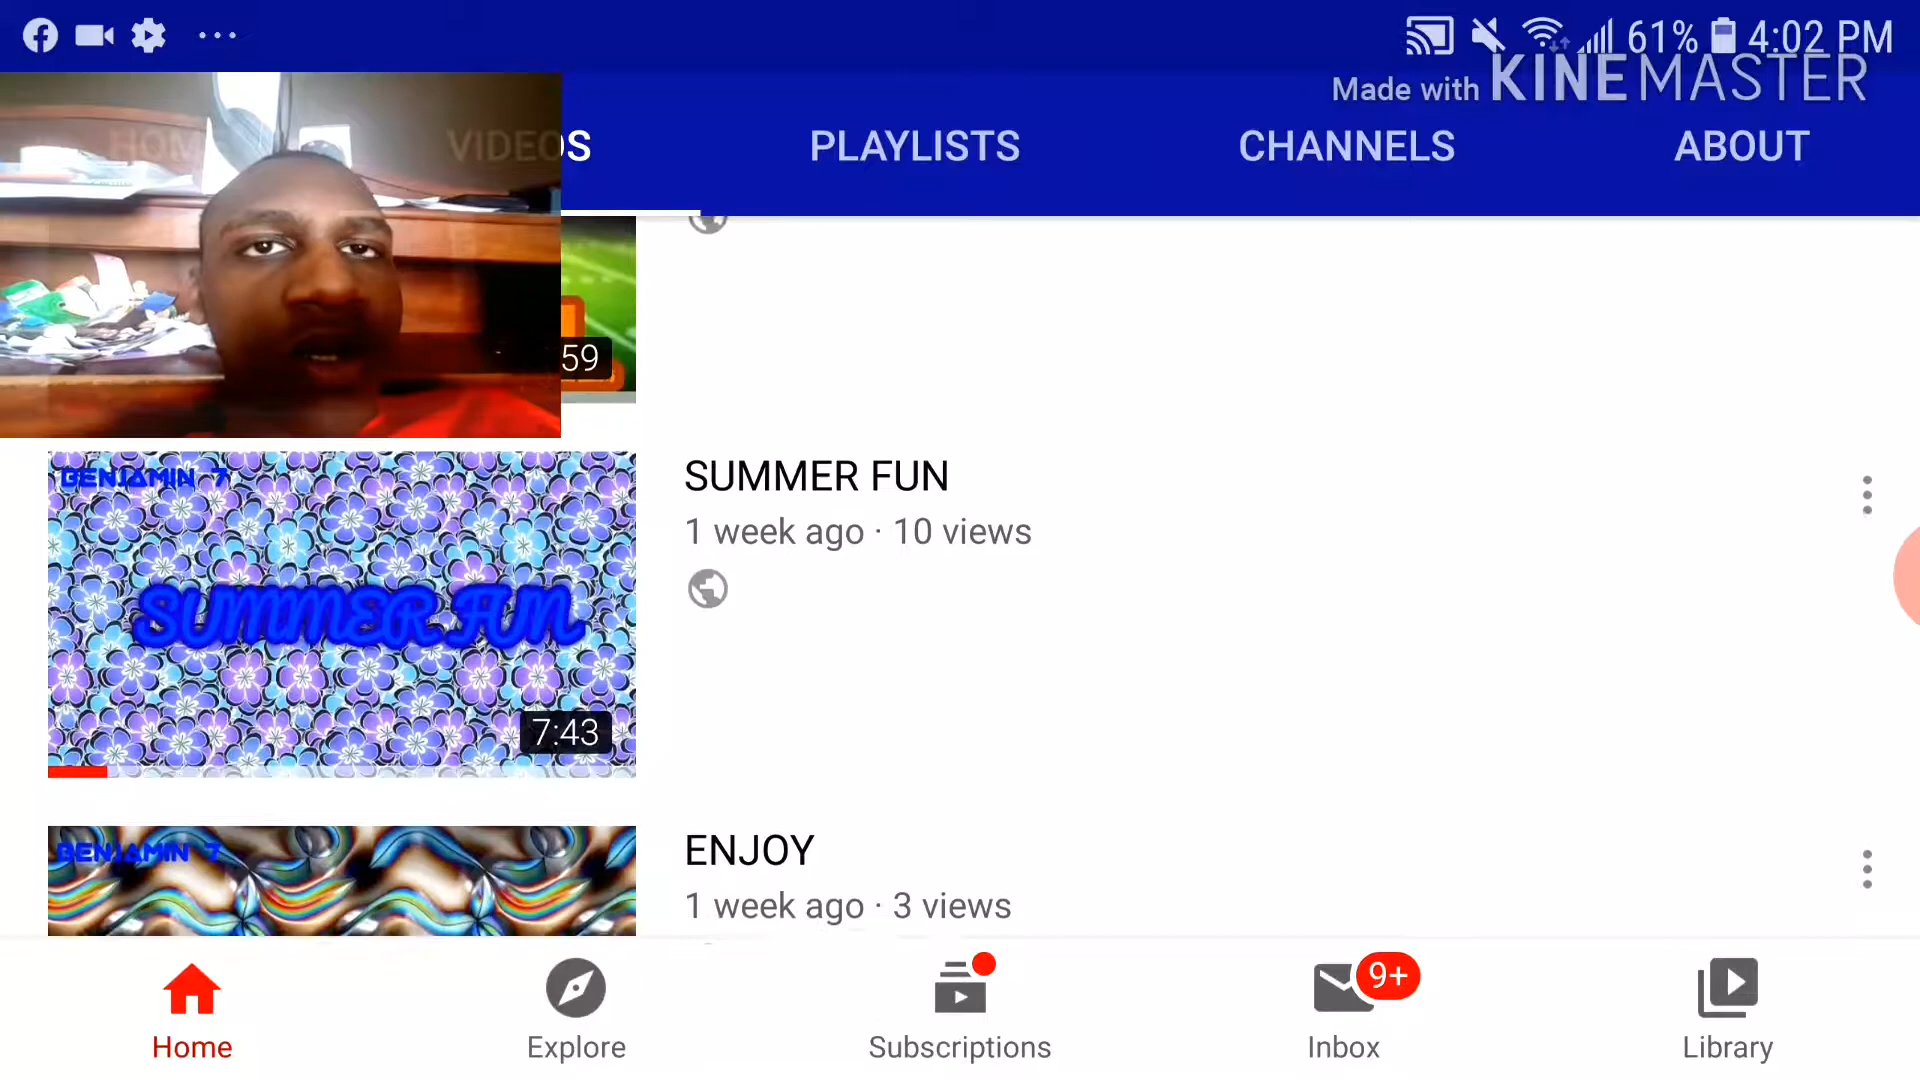 61% 4:02 PM
Made with KINEMASTER
HOME VIDEOS PLAYLISTS CHANNELS ABOUT
59
BENJAMIN 7
SUMMER FUN
7:43
SUMMER FUN
1 week ago · 10 views
BENJAMIN 7
ENJOY
1 week ago · 3 views
9+
Home Explore Subscriptions Inbox Library